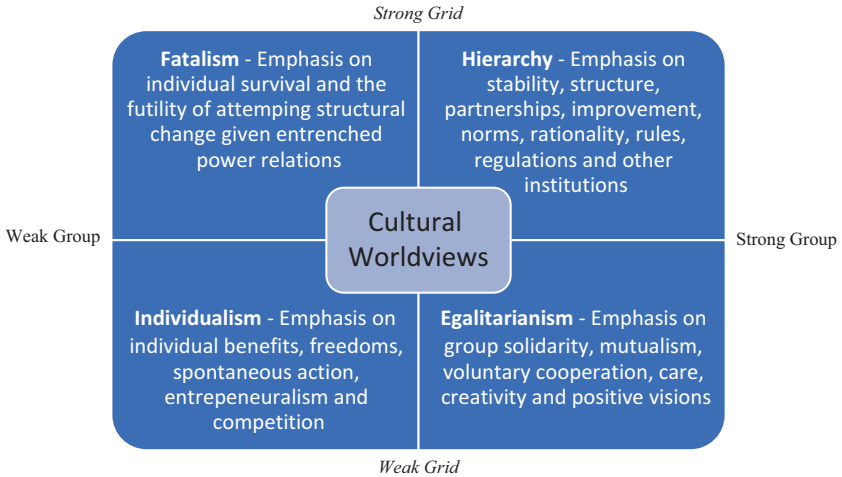 Strong Grid
Fatalism - Emphasis on
individual survival and the
futility of attemping structural
change given entrenched
power relations
Hierarchy - Emphasis on
stability, structure,
partnerships, improvement,
norms, rationality, rules,
regulations and other
institutions
Weak Group
Cultural
Worldviews
Strong Group
Individualism - Emphasis on
individual benefits, freedoms,
spontaneous action,
entrepeneuralism and
competition
Egalitarianism - Emphasis on
group solidarity, mutualism,
voluntary cooperation, care,
creativity and positive visions
Weak Grid